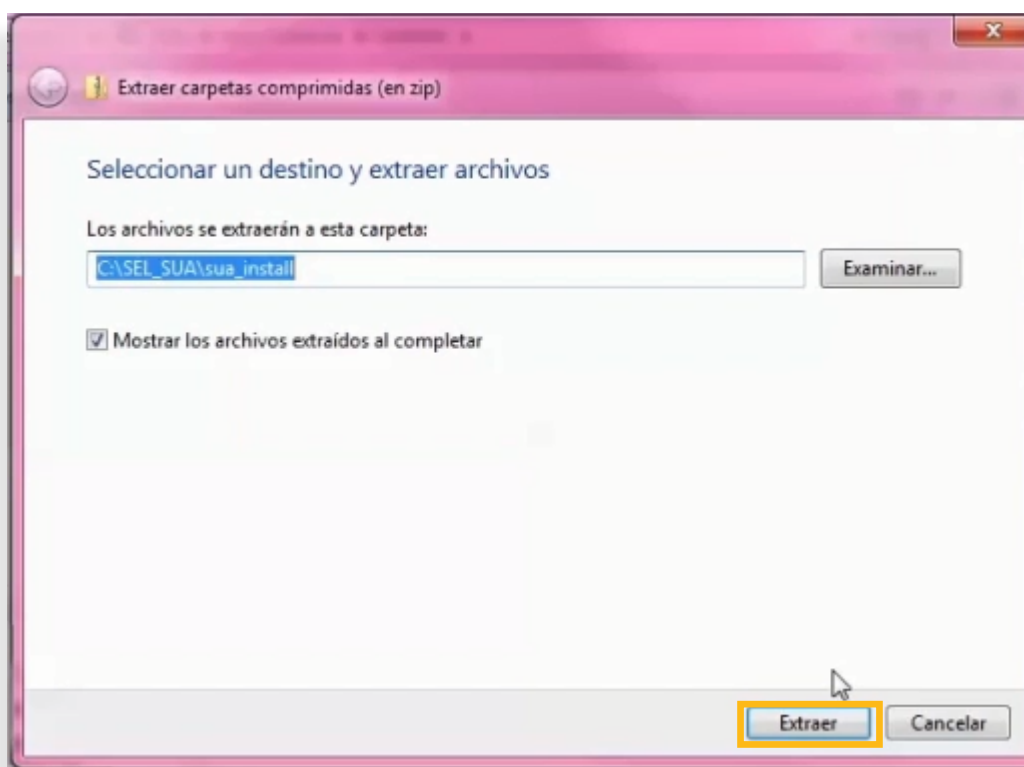 Extraer carpetas comprimidas (en zip)
Seleccionar un destino y extraer archivos
Los archivos se extraerán a esta carpeta:
C:\SEL_SUA\sua_install
Examinar...
Mostrar los archivos extraídos al completar
Extraer
Cancelar